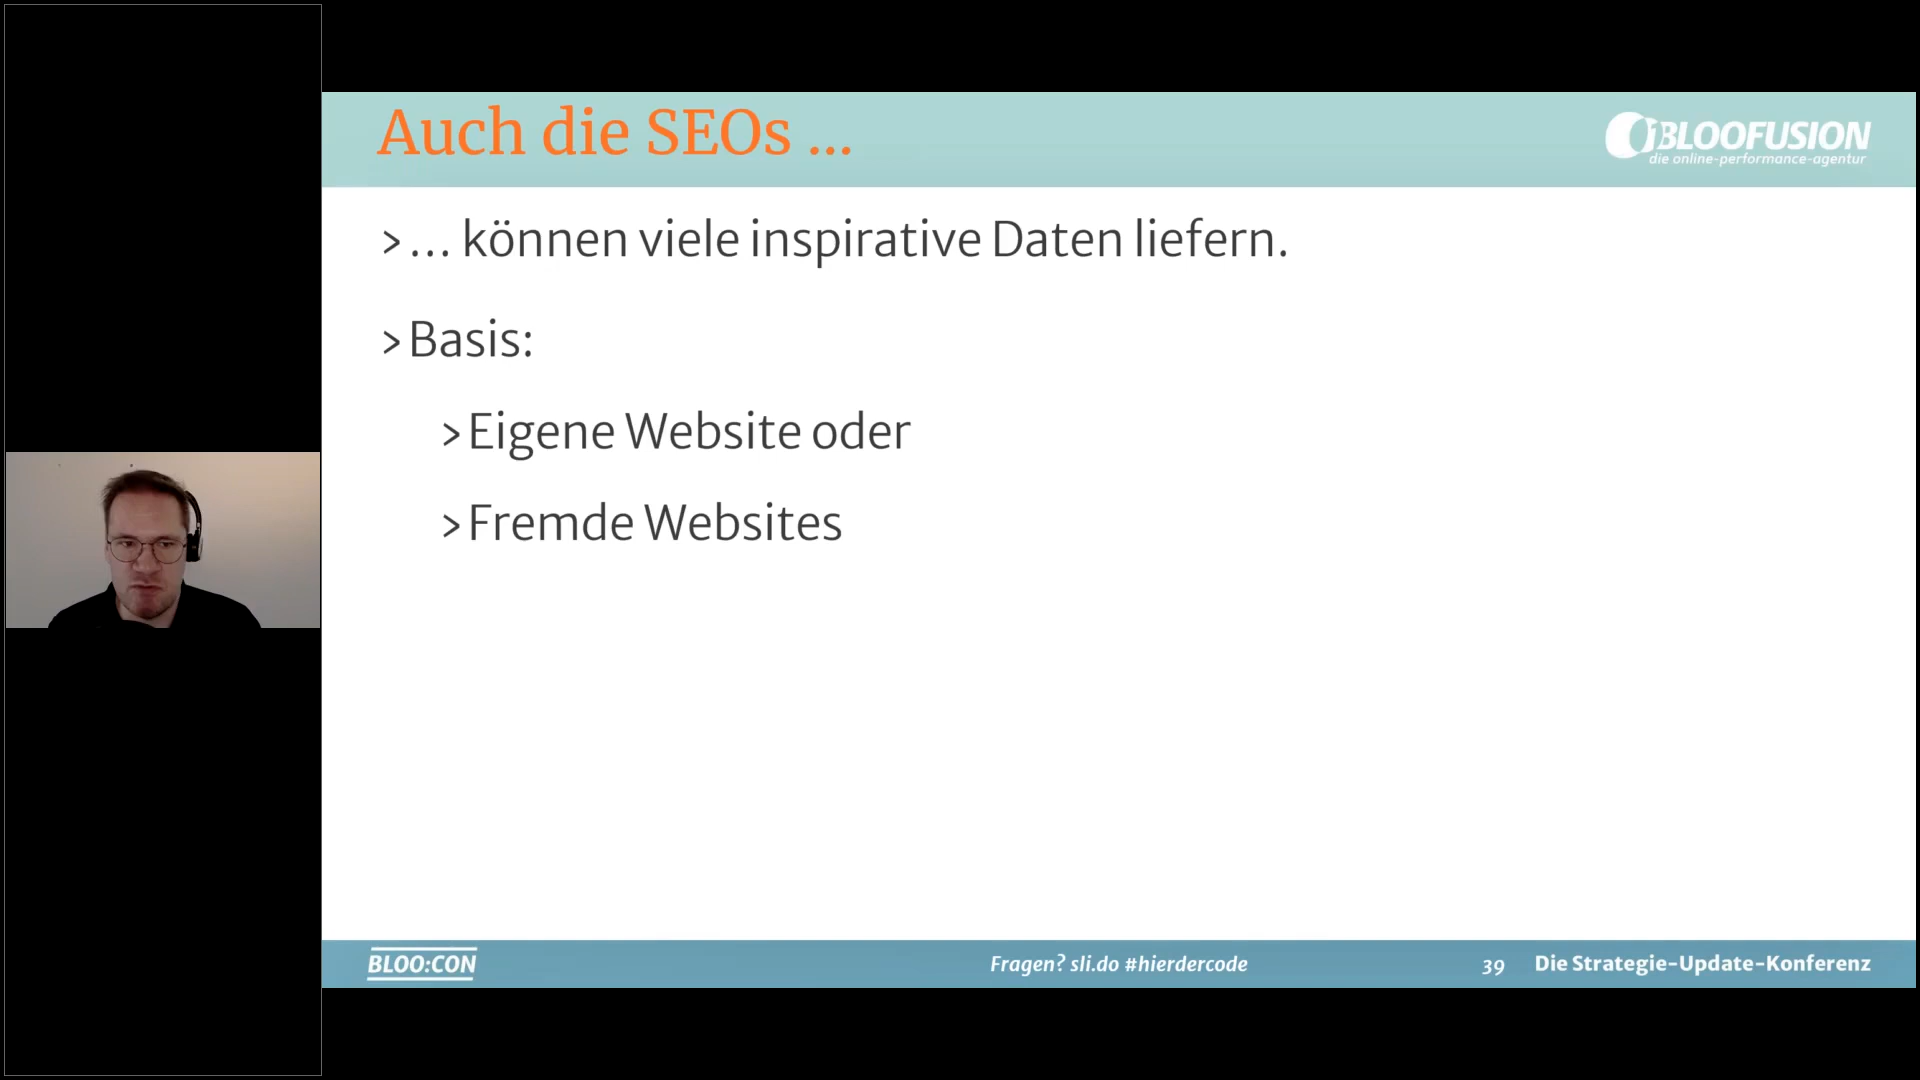 Auch die SEOs ...
BLOOFUSION
die online-performance-agentur
>... können viele inspirative Daten liefern.
>Basis:
>Eigene Website oder
>Fremde Websites
BLOO:CON
Fragen? sli.do #hierdercode
39
Die Strategie-Update-Konferenz